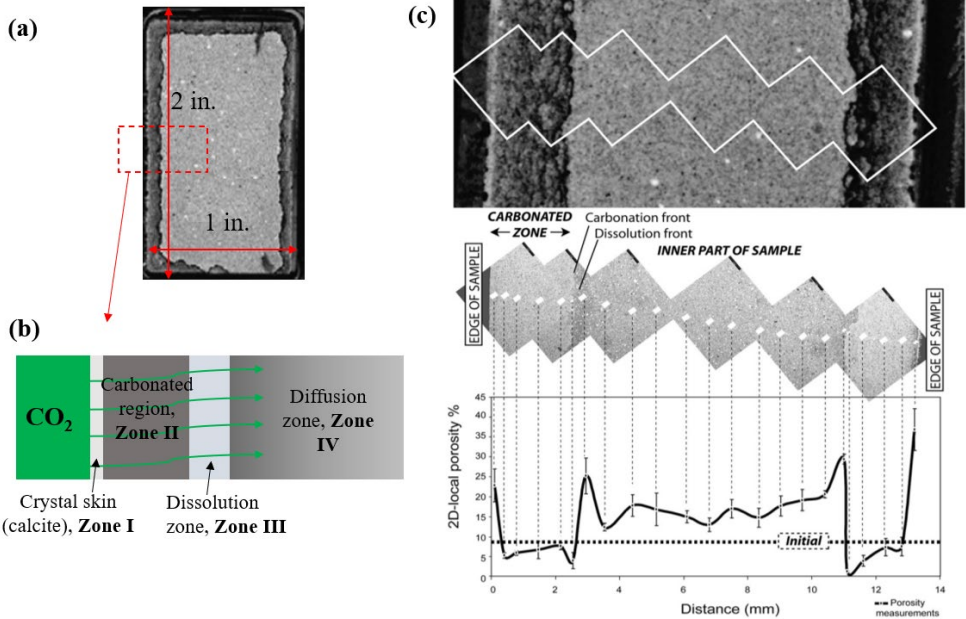 (a)
2 in.
1 in.
(b)
CO2
Carbonated
region,
Zone II
Diffusion
zone, Zone
IV
Crystal skin
(calcite), Zone I
Dissolution
zone, Zone III
(c)
CARBONATED
ZONE
Carbonation front
Dissolution front
INNER PART OF SAMPLE
EDGE OF SAMPLE
EDGE OF SAMPLE
2D-local porosity %
45
40
35
30
25
20
15
10
5
0
Initial
0 2 4 6 8 10 12 14
Distance (mm)
Porosity
measurements